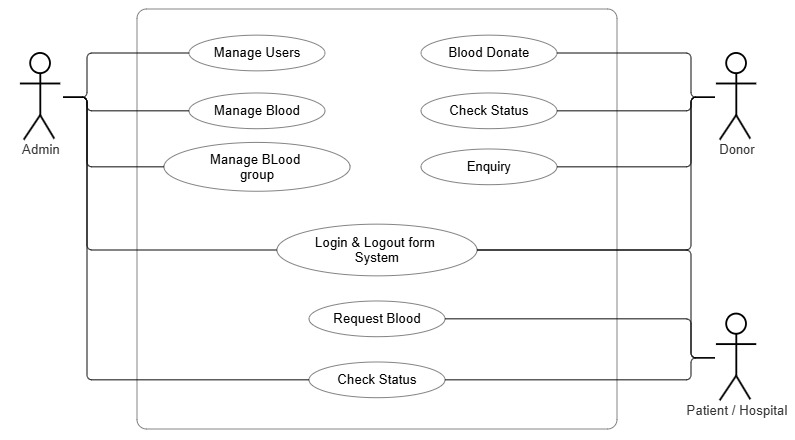 Manage Users
Blood Donate
Manage Blood
Check Status
Admin
Donor
Manage BLood
group
Enquiry
Login & Logout form
System
Request Blood
Check Status
Patient / Hospital